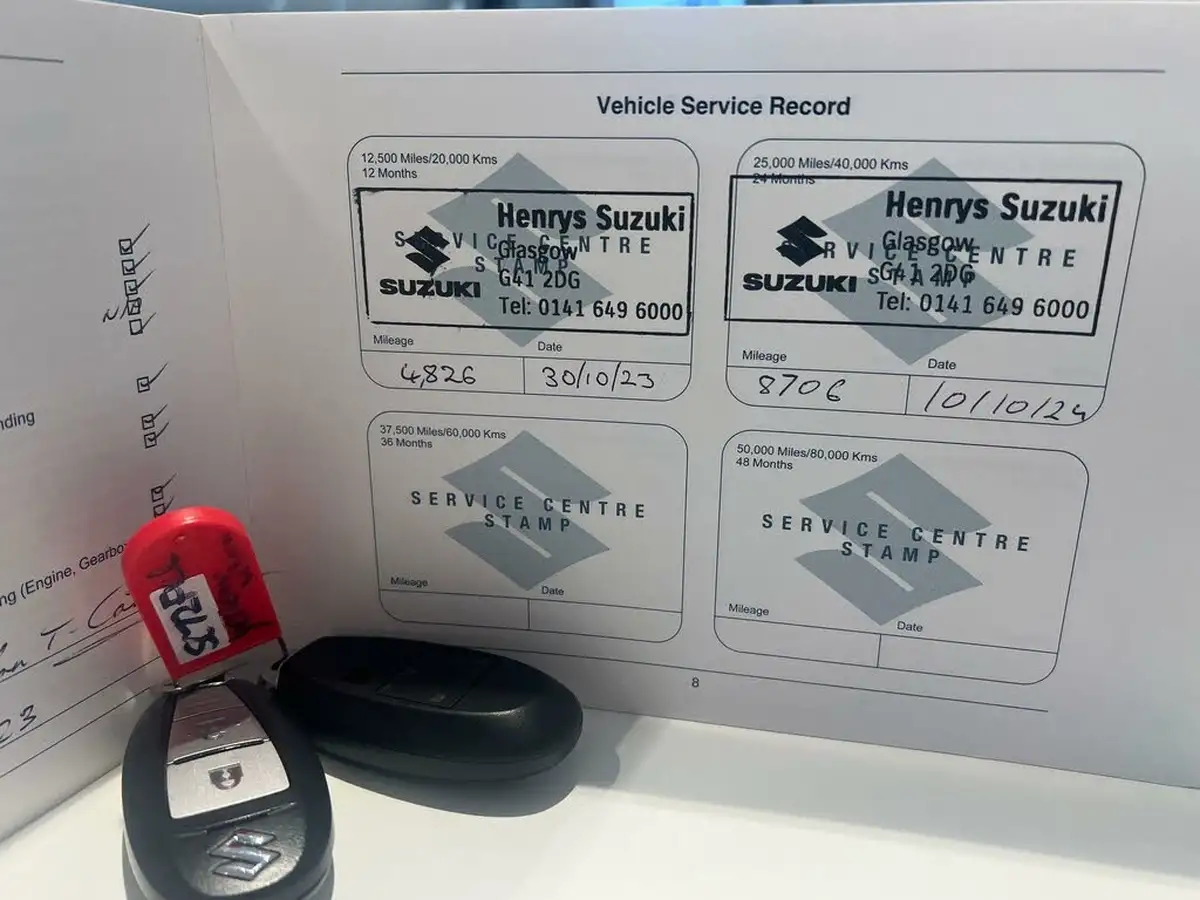 Vehicle Service Record
12,500 Miles/20,000 Kms
12 Months
SERVICE CENTRE
STAMP
Henrys Suzuki
Glasgow
G41 2DG
SUZUKI
Tel: 0141 649 6000
Mileage
Date
4,826
30/10/23
25,000 Miles/40,000 Kms
24 Months
SERVICE CENTRE
STAMP
Henrys Suzuki
Glasgow
G41 2DG
SUZUKI
Tel: 0141 649 6000
Mileage
Date
8706
10/10/24
37,500 Miles/60,000 Kms
36 Months
SERVICE CENTRE
STAMP
Mileage
Date
50,000 Miles/80,000 Kms
48 Months
SERVICE CENTRE
STAMP
Mileage
Date
8
nding
N/A
ng (Engine, Gearbo
23